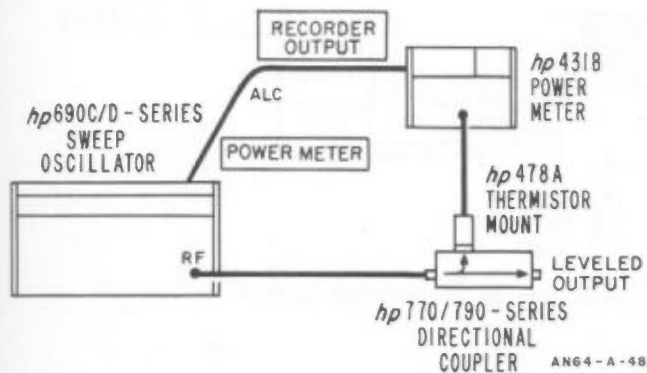 RECORDER
OUTPUT
hp 431B
POWER
METER
ALC
hp 690C/D-SERIES
SWEEP
OSCILLATOR
POWER METER
hp 478A
THERMISTOR
MOUNT
RF
LEVELED
OUTPUT
hp 770/790-SERIES
DIRECTIONAL
COUPLER
AN64-A-48